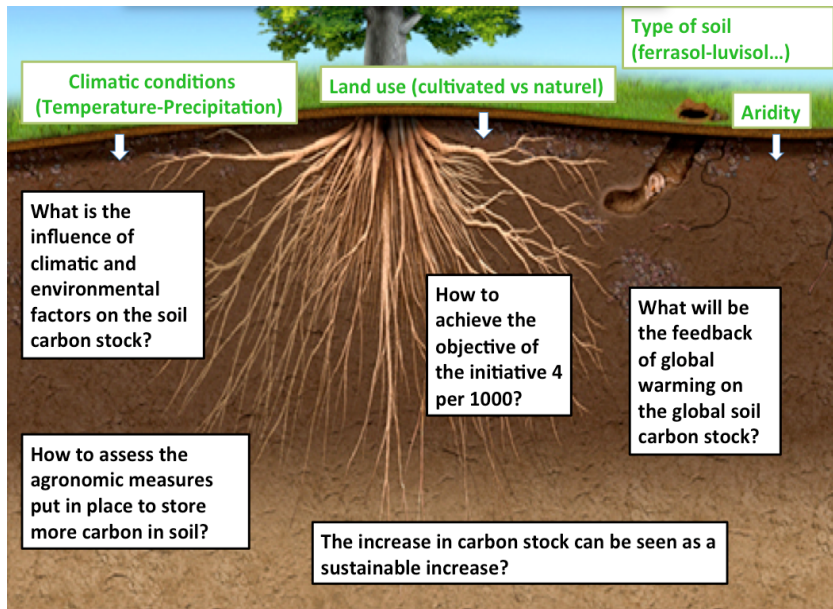 Type of soil
(ferrasol-luvisol...)
Climatic conditions
(Temperature-Precipitation)
Land use (cultivated vs naturel)
Aridity
What is the
influence of
climatic and
environmental
factors on the soil
carbon stock?
How to
achieve the
objective of
the initiative 4
per 1000?
What will be
the feedback
of global
warming on
the global soil
carbon stock?
How to assess the
agronomic measures
put in place to store
more carbon in soil?
The increase in carbon stock can be seen as a
sustainable increase?